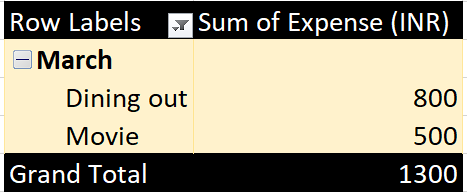 Row Labels Sum of Expense (INR)
March
Dining out 800
Movie 500
Grand Total 1300